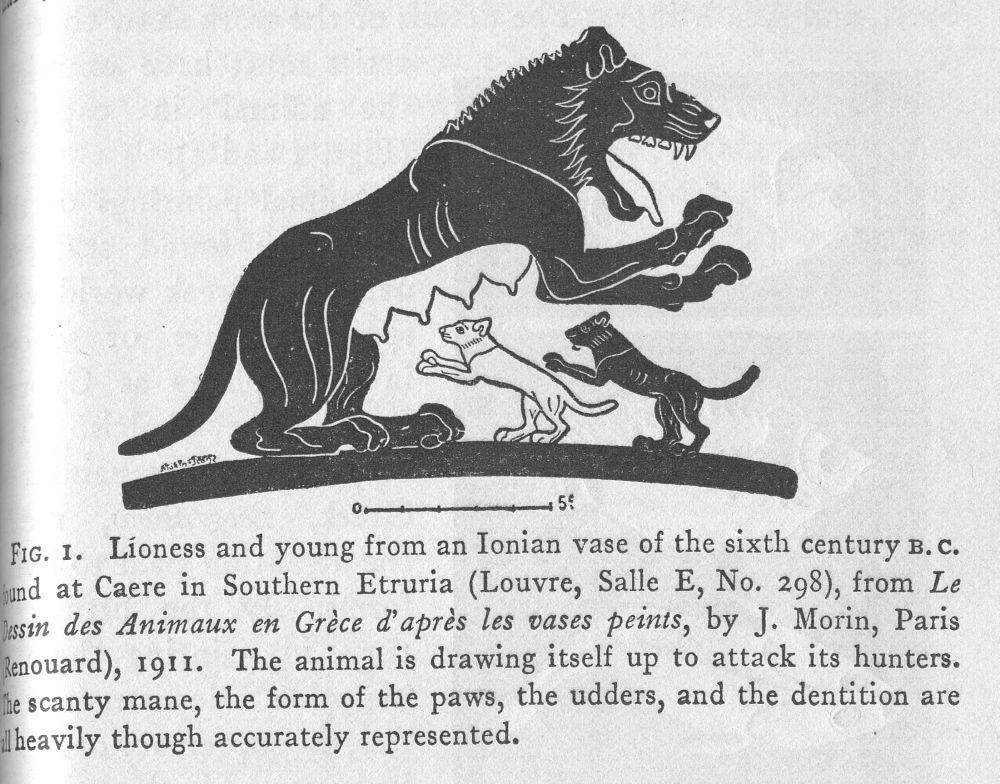 0 5ᶜ
FIG. 1. Lioness and young from an Ionian vase of the sixth century B.C.
found at Caere in Southern Etruria (Louvre, Salle E, No. 298), from Le
Dessin des Animaux en Grèce d'après les vases peints, by J. Morin, Paris
(Renouard), 1911. The animal is drawing itself up to attack its hunters.
The scanty mane, the form of the paws, the udders, and the dentition are
all heavily though accurately represented.